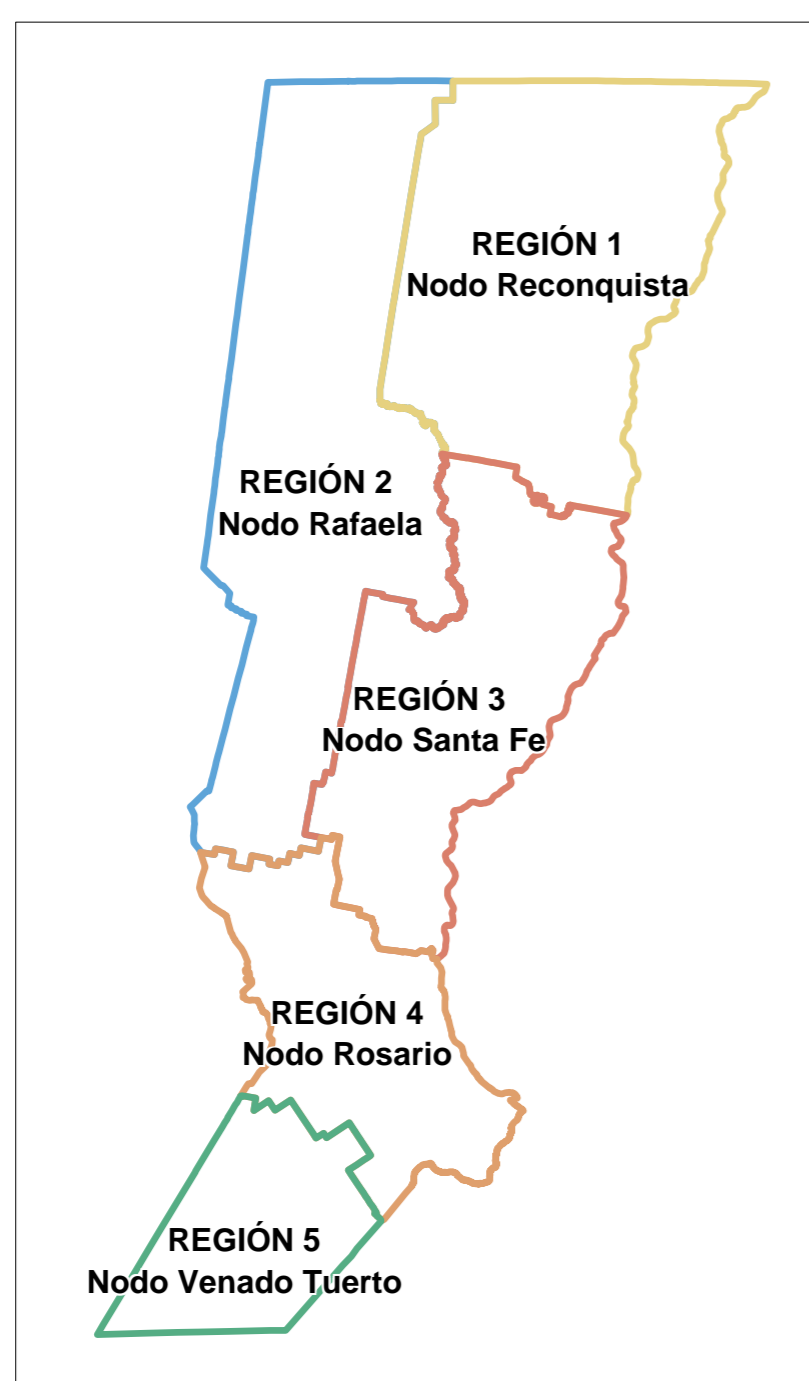 REGIÓN 1
Nodo Reconquista
REGIÓN 2
Nodo Rafaela
REGIÓN 3
Nodo Santa Fe
REGIÓN 4
Nodo Rosario
REGIÓN 5
Nodo Venado Tuerto